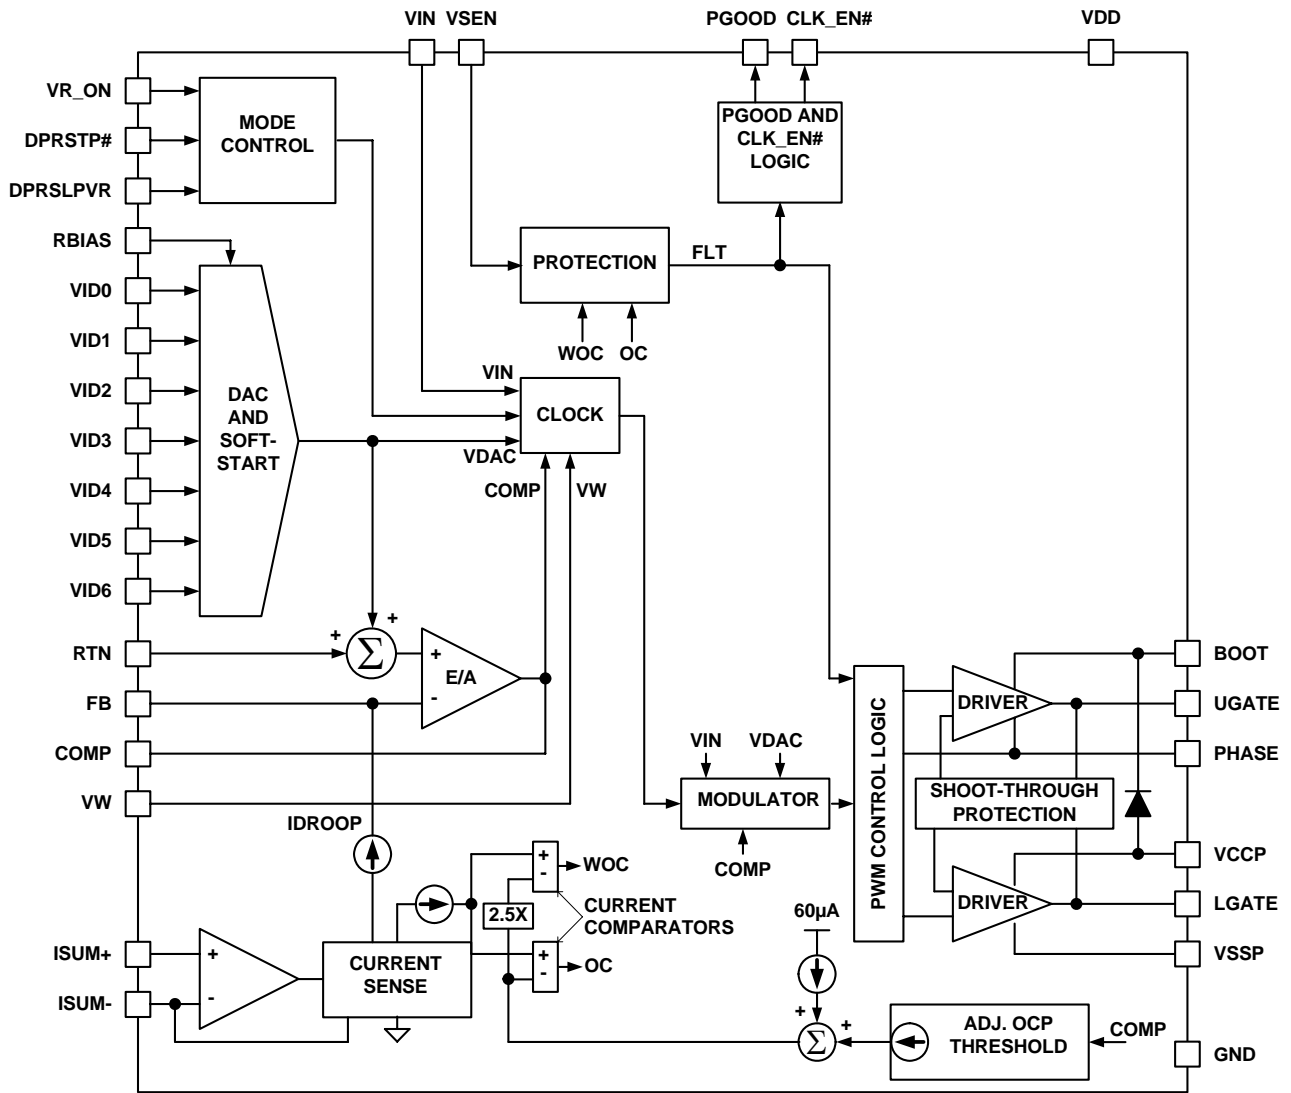 VIN VSEN PGOOD CLK_EN# VDD
VR_ON
DPRSTP#
DPRSLPVR
MODE
CONTROL
PGOOD AND
CLK_EN#
LOGIC
RBIAS
VID0
VID1
VID2
VID3
VID4
VID5
VID6
DAC
AND
SOFT-
START
PROTECTION
FLT
WOC OC
VIN
CLOCK
VDAC
COMP VW
RTN
FB
COMP
VW
+ +
Σ
+
E/A
-
IDROOP
VIN VDAC
MODULATOR
COMP
PWM CONTROL LOGIC
DRIVER
SHOOT-THROUGH
PROTECTION
DRIVER
BOOT
UGATE
PHASE
VCCP
LGATE
VSSP
GND
+
-
WOC
2.5X
CURRENT
COMPARATORS
+
-
OC
ISUM+
ISUM-
+
-
CURRENT
SENSE
60µA
+ +
Σ
ADJ. OCP
THRESHOLD
COMP